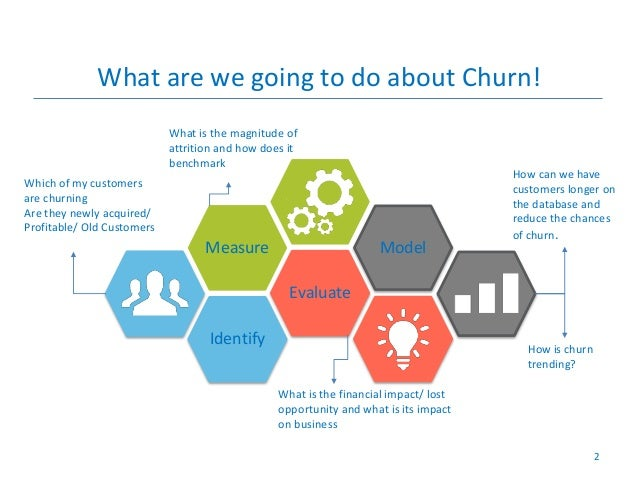 What are we going to do about Churn!
What is the magnitude of
attrition and how does it
benchmark
Which of my customers
are churning
Are they newly acquired/
Profitable/ Old Customers
How can we have
customers longer on
the database and
reduce the chances
of churn.
Measure
Model
Evaluate
Identify
How is churn
trending?
What is the financial impact/ lost
opportunity and what is its impact
on business
2